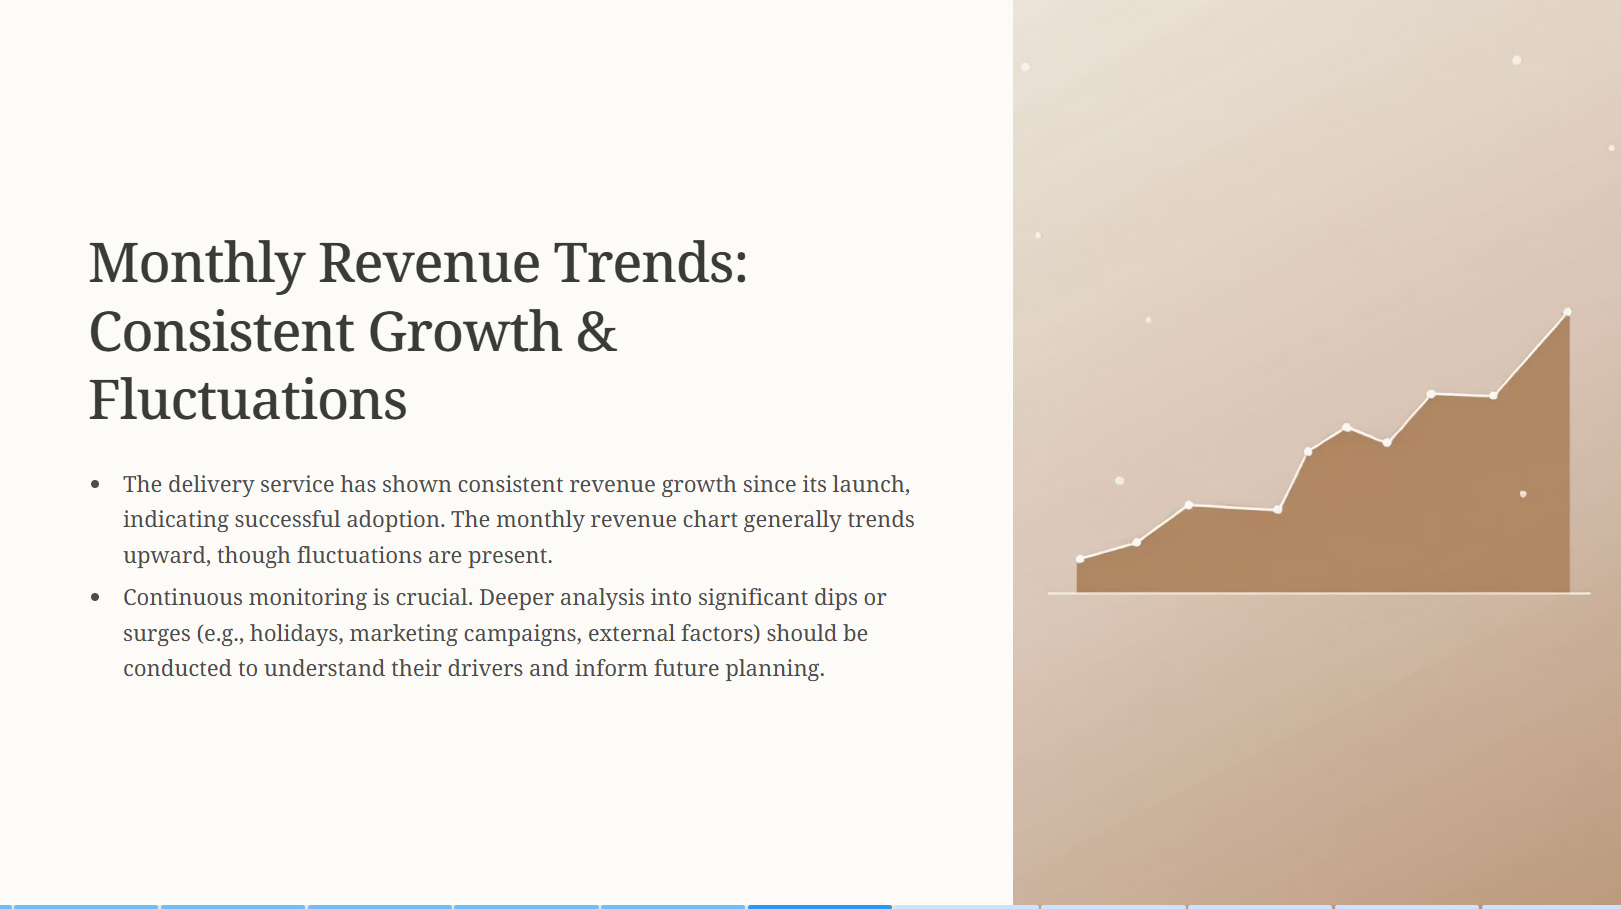 Monthly Revenue Trends:
Consistent Growth &
Fluctuations
• The delivery service has shown consistent revenue growth since its launch,
indicating successful adoption. The monthly revenue chart generally trends
upward, though fluctuations are present.
• Continuous monitoring is crucial. Deeper analysis into significant dips or
surges (e.g., holidays, marketing campaigns, external factors) should be
conducted to understand their drivers and inform future planning.